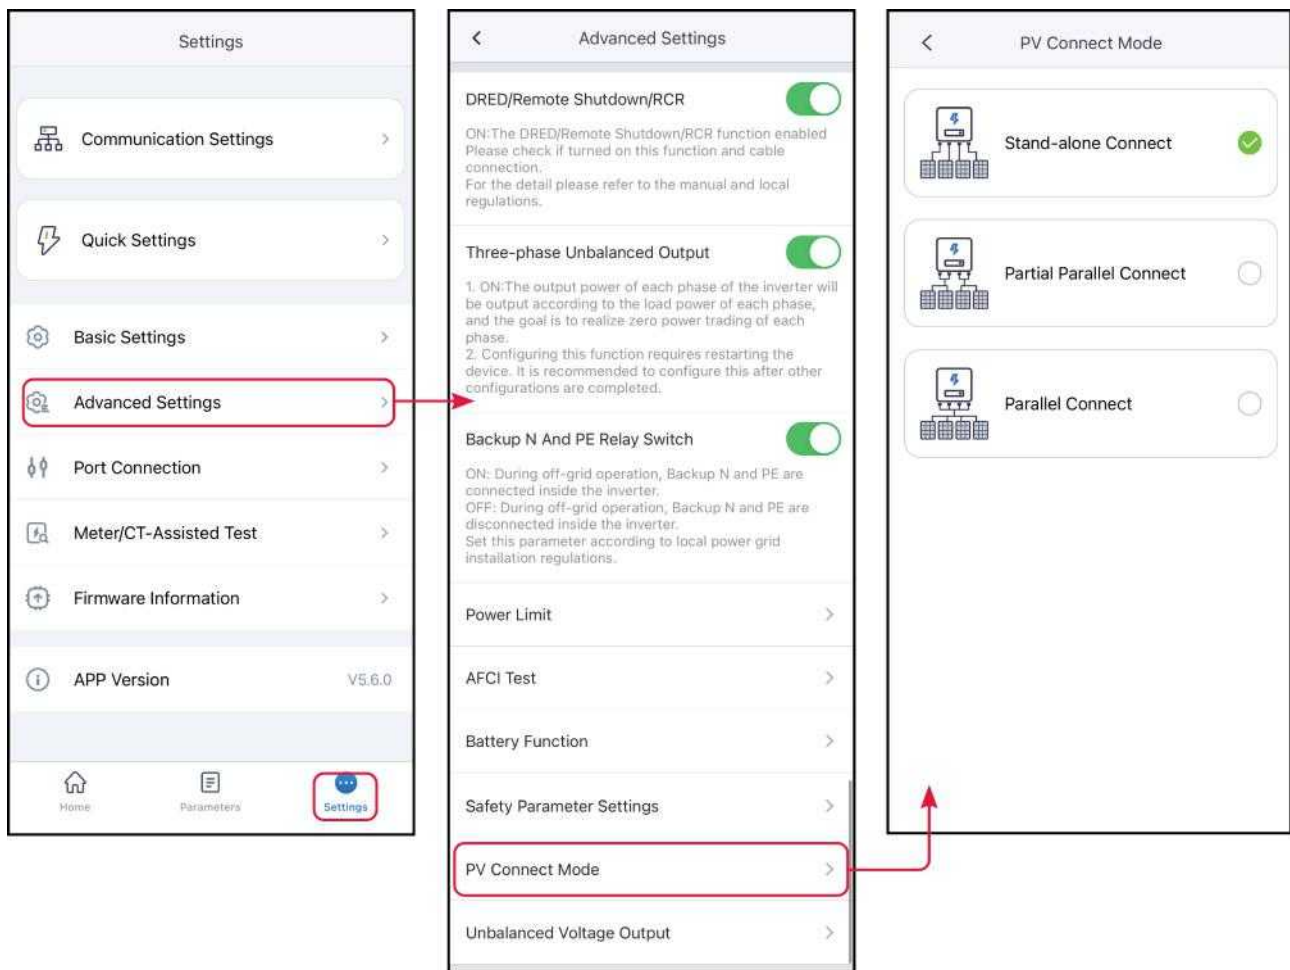 Settings
Communication Settings
Quick Settings
Basic Settings
Advanced Settings
Port Connection
Meter/CT-Assisted Test
Firmware Information
APP Version V5.6.0
Home Parameters Settings
Advanced Settings
DRED/Remote Shutdown/RCR
ON:The DRED/Remote Shutdown/RCR function enabled
Please check if turned on this function and cable
connection.
For the detail please refer to the manual and local
regulations.
Three-phase Unbalanced Output
1. ON:The output power of each phase of the inverter will
be output according to the load power of each phase,
and the goal is to realize zero power trading of each
phase.
2. Configuring this function requires restarting the
device. It is recommended to configure this after other
configurations are completed.
Backup N And PE Relay Switch
ON: During off-grid operation, Backup N and PE are
connected inside the inverter.
OFF: During off-grid operation, Backup N and PE are
disconnected inside the inverter.
Set this parameter according to local power grid
installation regulations.
Power Limit
AFCI Test
Battery Function
Safety Parameter Settings
PV Connect Mode
Unbalanced Voltage Output
PV Connect Mode
Stand-alone Connect
Partial Parallel Connect
Parallel Connect